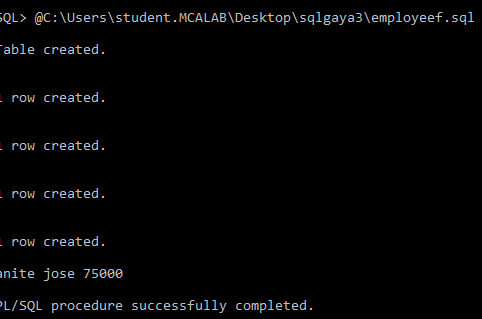 SQL> @C:\Users\student.MCALAB\Desktop\sqlgaya3\employeef.sql
Table created.
1 row created.
1 row created.
1 row created.
1 row created.
anite jose 75000
PL/SQL procedure successfully completed.